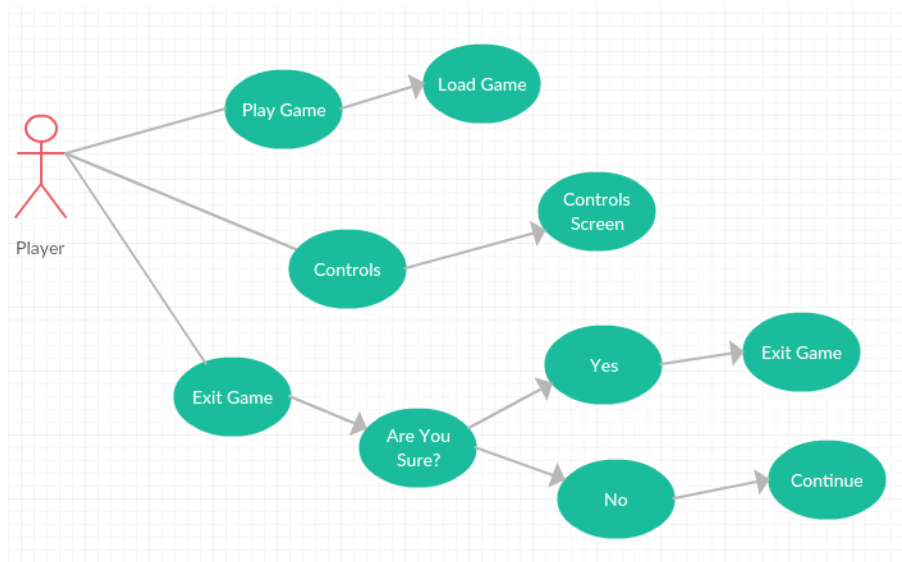 Load Game
Play Game
Controls
Screen
Player
Controls
Exit Game
Yes
Exit Game
Are You
Sure?
Continue
No